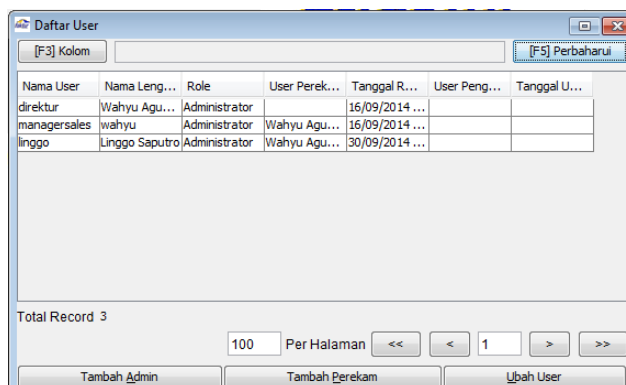 Daftar User
[F3] Kolom [F5] Perbaharui
Nama User Nama Leng... Role User Perek... Tanggal R... User Peng... Tanggal U...
direktur Wahyu Agu... Administrator 16/09/2014 ...
managersales wahyu Administrator Wahyu Agu... 16/09/2014 ...
linggo Linggo Saputro Administrator Wahyu Agu... 30/09/2014 ...
Total Record 3
100 Per Halaman << < 1 > >>
Tambah Admin Tambah Perekam Ubah User